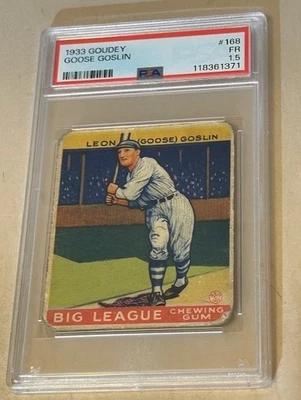 1933 GOUDEY #168
GOOSE GOSLIN FR
1.5
PSA 118361371
LEON (GOOSE) GOSLIN
BIG LEAGUE CHEWING
GUM